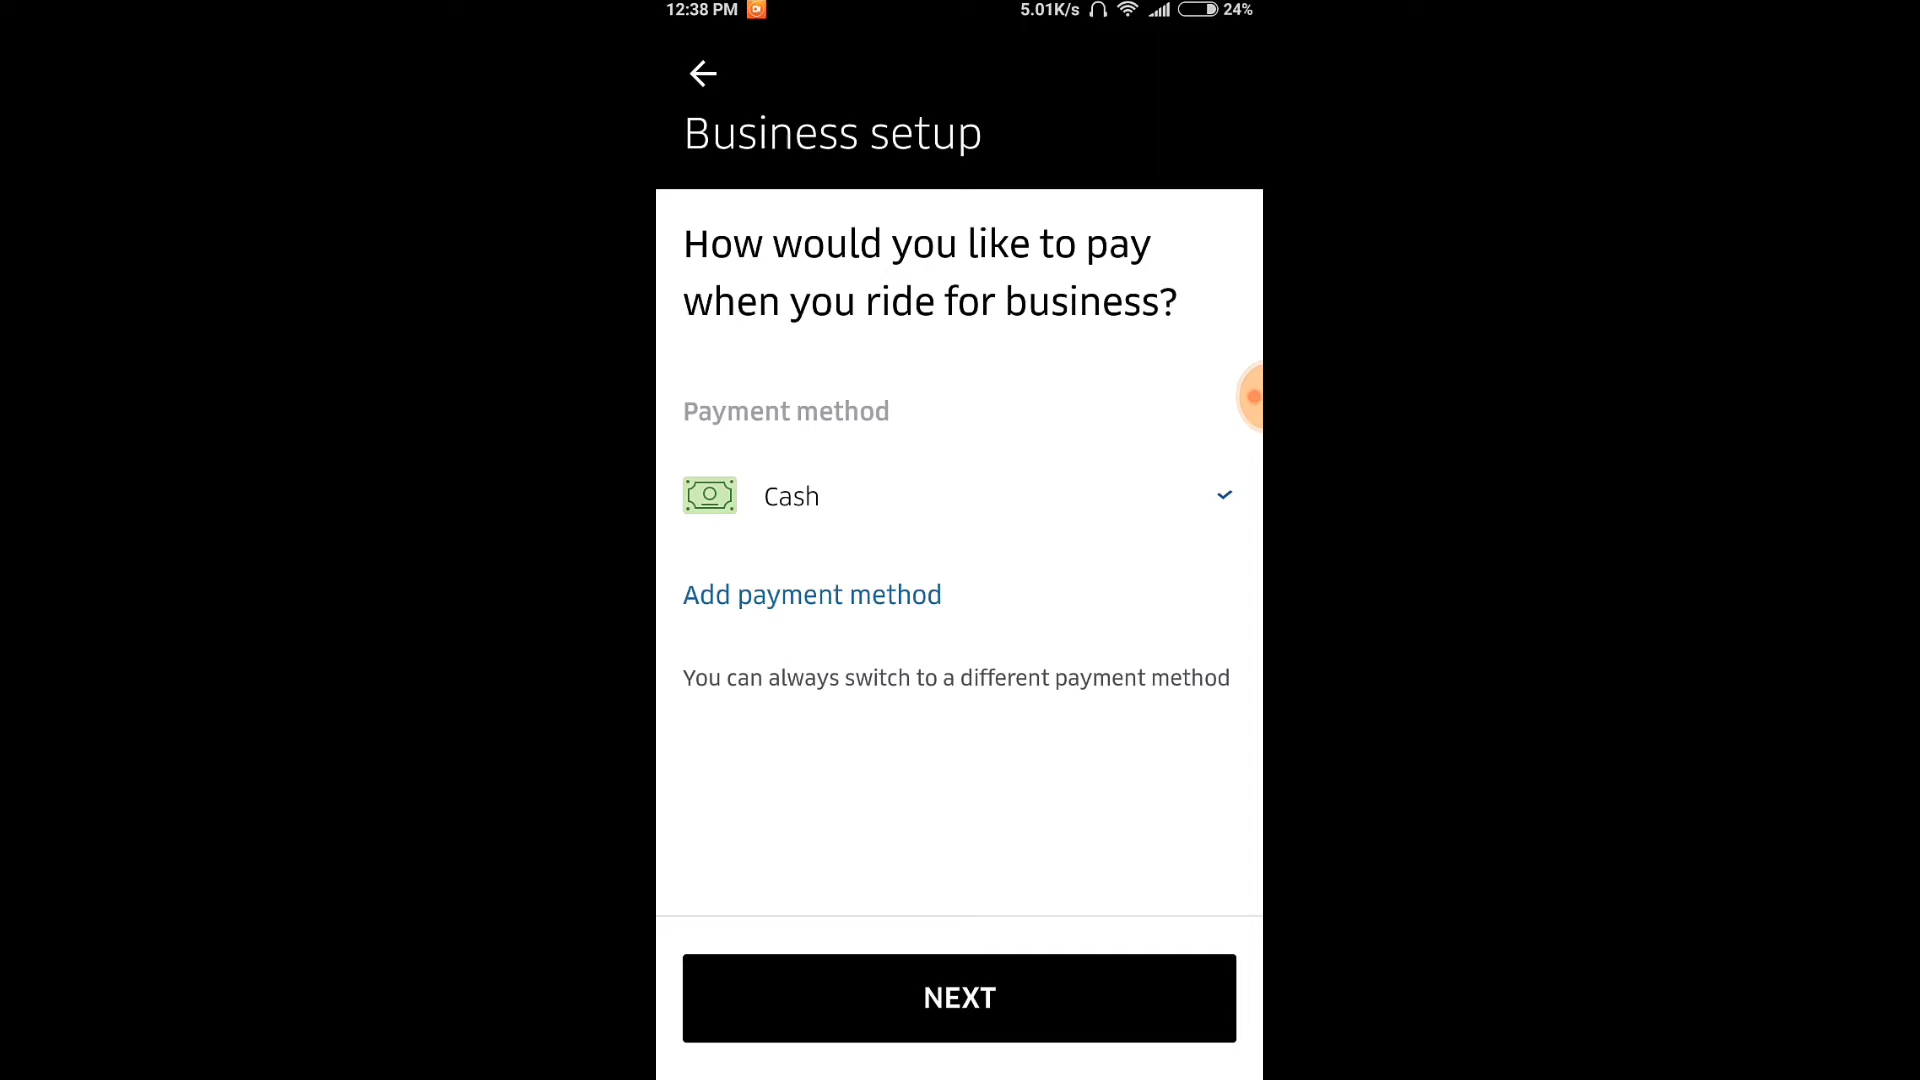 12:38 PM 5.01K/s 24%
Business setup
How would you like to pay
when you ride for business?
Payment method
Cash
Add payment method
You can always switch to a different payment method
NEXT